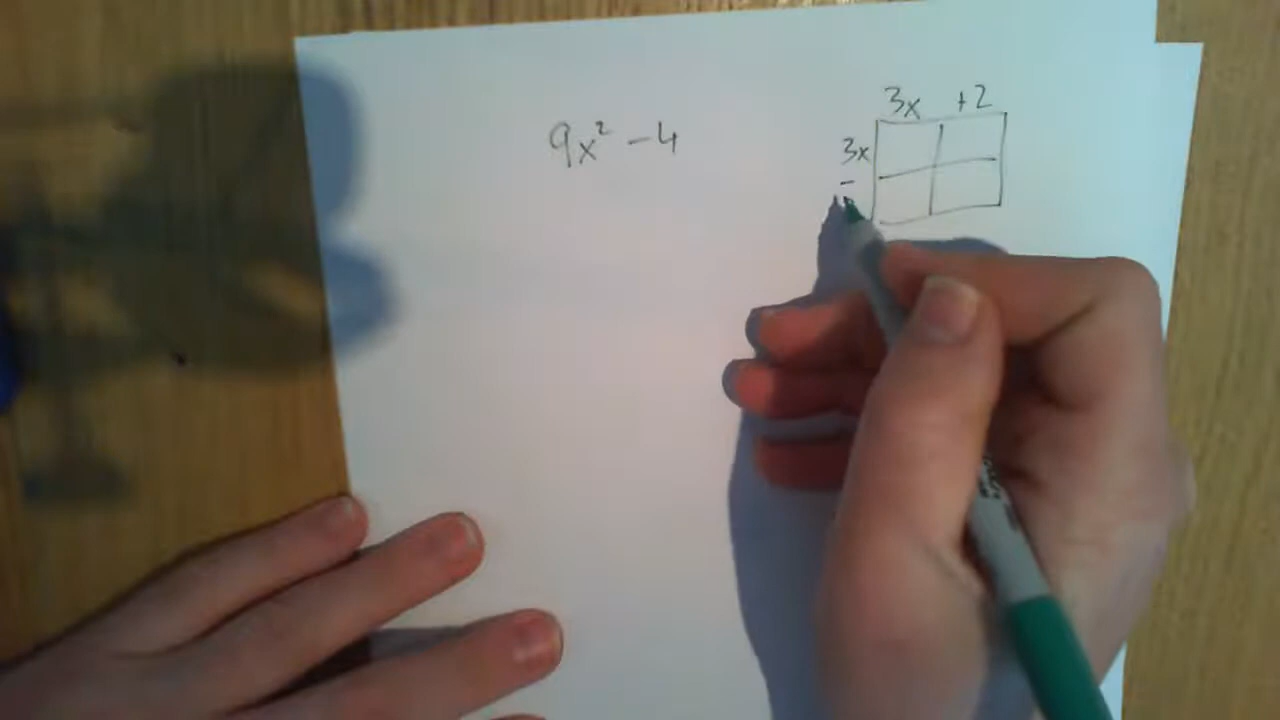 9x² -4
3x +2
3x
-